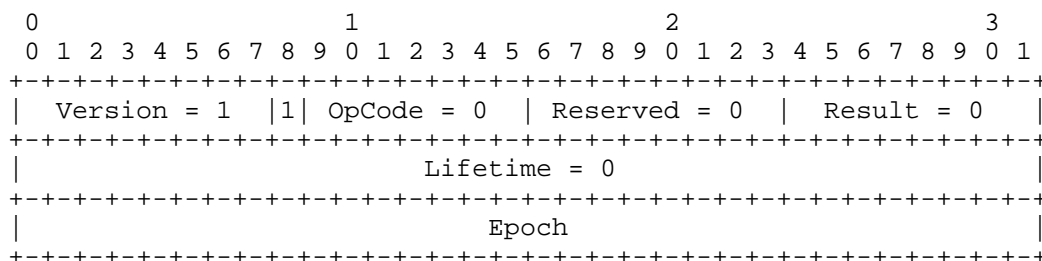 0                   1                   2                   3
 0 1 2 3 4 5 6 7 8 9 0 1 2 3 4 5 6 7 8 9 0 1 2 3 4 5 6 7 8 9 0 1
+-+-+-+-+-+-+-+-+-+-+-+-+-+-+-+-+-+-+-+-+-+-+-+-+-+-+-+-+-+-+-+-+
|  Version = 1  |1| OpCode = 0  | Reserved = 0  |  Result = 0   |
+-+-+-+-+-+-+-+-+-+-+-+-+-+-+-+-+-+-+-+-+-+-+-+-+-+-+-+-+-+-+-+-+
|                         Lifetime = 0                          |
+-+-+-+-+-+-+-+-+-+-+-+-+-+-+-+-+-+-+-+-+-+-+-+-+-+-+-+-+-+-+-+-+
|                             Epoch                             |
+-+-+-+-+-+-+-+-+-+-+-+-+-+-+-+-+-+-+-+-+-+-+-+-+-+-+-+-+-+-+-+-+